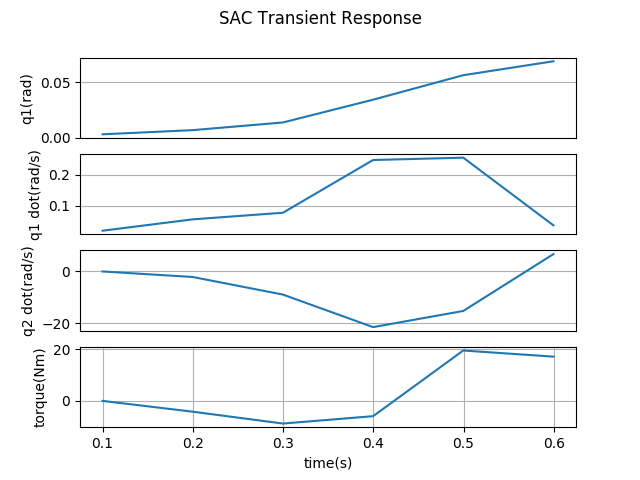 SAC Transient Response
q1(rad)
0.05
0.00
q1 dot(rad/s)
0.2
0.1
q2 dot(rad/s)
0
−20
torque(Nm)
20
0
0.1 0.2 0.3 0.4 0.5 0.6
time(s)